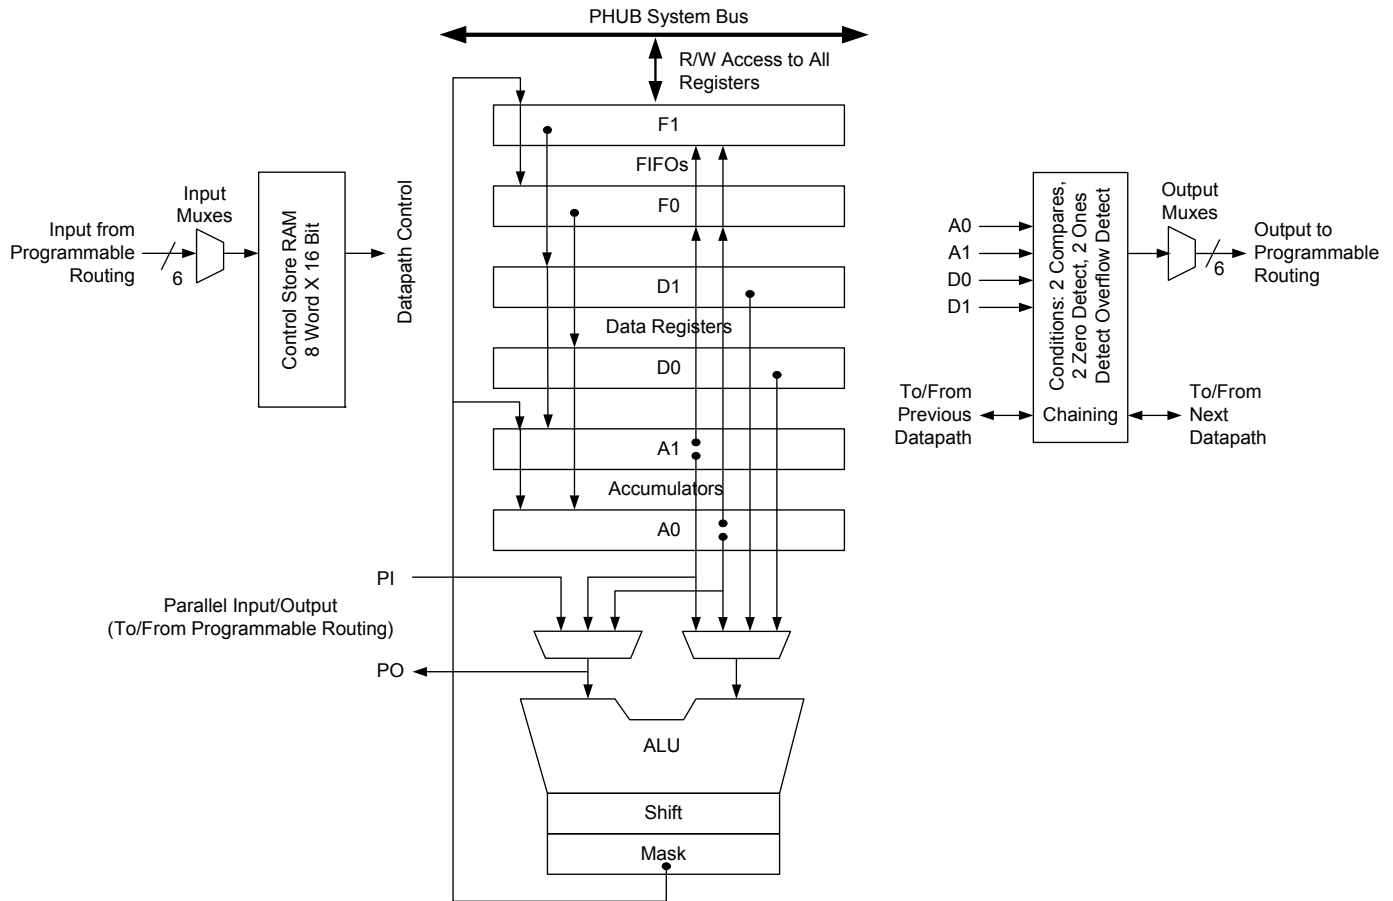 PHUB System Bus
R/W Access to All
Registers
F1
FIFOs
F0
D1
Data Registers
D0
A1
Accumulators
A0
Input from
Programmable
Routing
6
Input
Muxes
Control Store RAM
8 Word X 16 Bit
Datapath Control
PI
Parallel Input/Output
(To/From Programmable Routing)
PO
ALU
Shift
Mask
A0
A1
D0
D1
Conditions: 2 Compares,
2 Zero Detect, 2 Ones
Detect Overflow Detect
Chaining
To/From
Previous
Datapath
To/From
Next
Datapath
Output
Muxes
6
Output to
Programmable
Routing